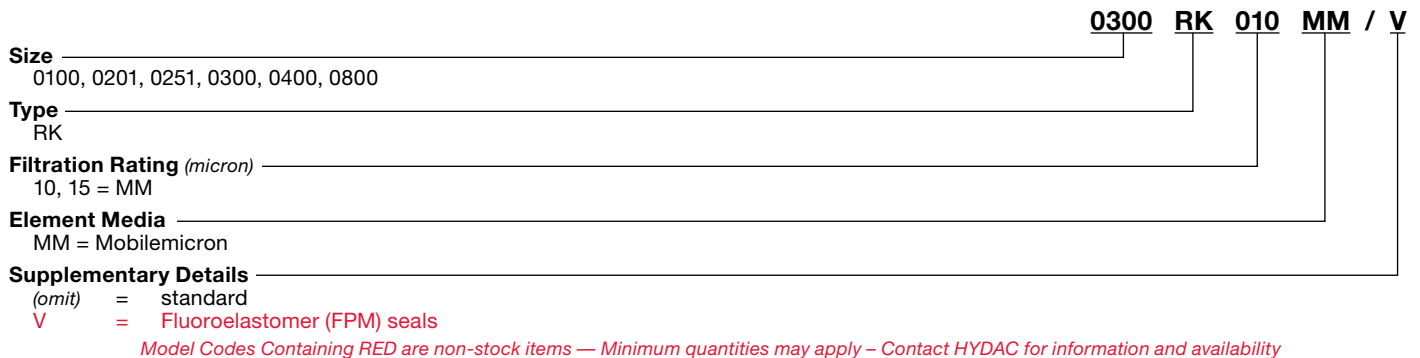 0300 RK 010 MM / V
Size
0100, 0201, 0251, 0300, 0400, 0800
Type
RK
Filtration Rating (micron)
10, 15 = MM
Element Media
MM = Mobilemicron
Supplementary Details
(omit) = standard
V = Fluoroelastomer (FPM) seals
Model Codes Containing RED are non-stock items — Minimum quantities may apply – Contact HYDAC for information and availability